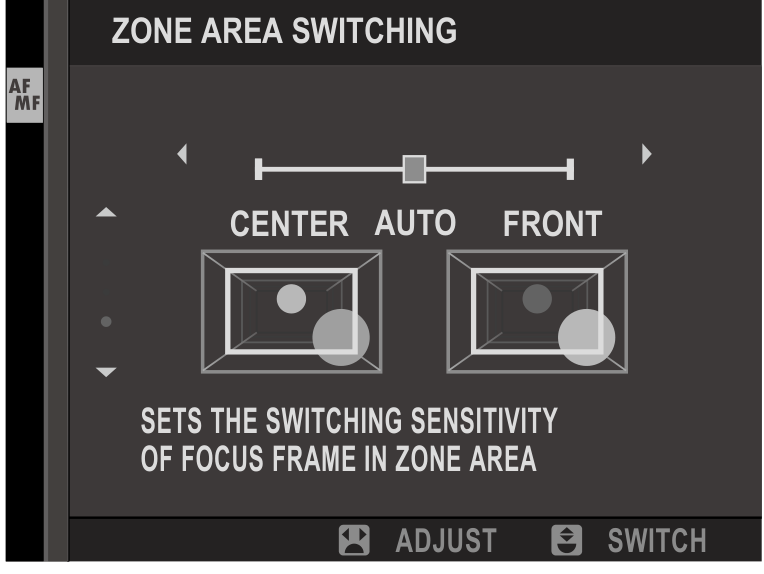 ZONE AREA SWITCHING
AF
MF
CENTER AUTO FRONT
SETS THE SWITCHING SENSITIVITY
OF FOCUS FRAME IN ZONE AREA
ADJUST SWITCH